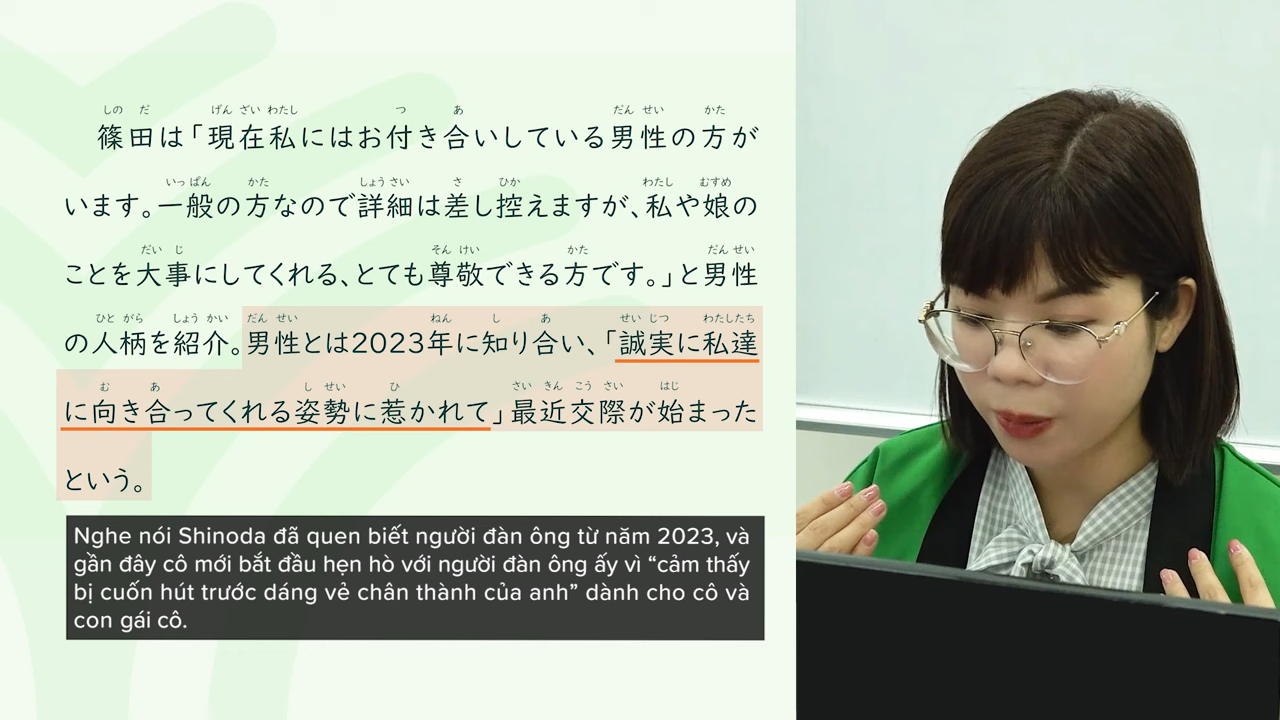 しの だ げん ざい わたし つ あ だん せい かた
篠田は「現在私にはお付き合いしている男性の方が
いっ ぱん かた しょう さい さ ひか わたし むすめ
います。一般の方なので詳細は差し控えますが、私や娘の
だい じ そん けい かた だん せい
ことを大事にしてくれる、とても尊敬できる方です。」と男性
ひと がら しょう かい だん せい ねん し あ せい じつ わたしたち
の人柄を紹介。男性とは2023年に知り合い、「誠実に私達
む あ し せい ひ さい きん こう さい はじ
に向き合ってくれる姿勢に惹かれて」最近交際が始まった
という。
Nghe nói Shinoda đã quen biết người đàn ông từ năm 2023, và
gần đây cô mới bắt đầu hẹn hò với người đàn ông ấy vì “cảm thấy
bị cuốn hút trước dáng vẻ chân thành của anh” dành cho cô và
con gái cô.